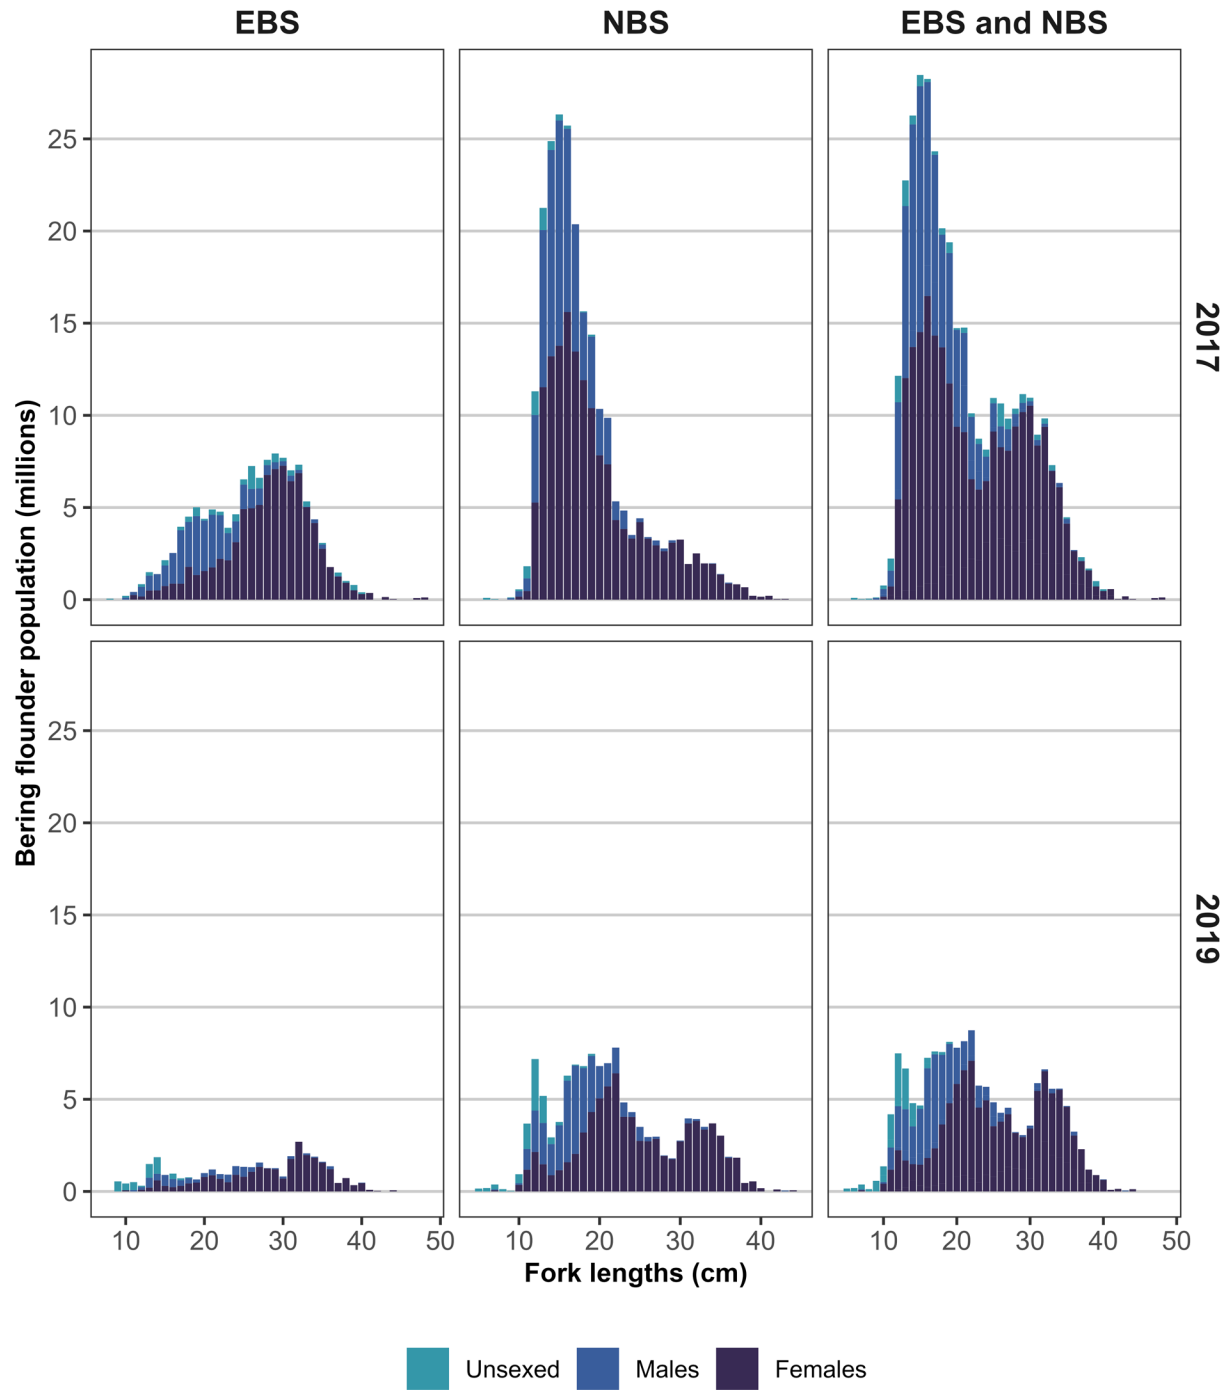 EBS NBS EBS and NBS
Bering flounder population (millions)
25
20
15
10
5
0
2017
25
20
15
10
5
0
2019
10 20 30 40 50 10 20 30 40 10 20 30 40 50
Fork lengths (cm)
Unsexed Males Females